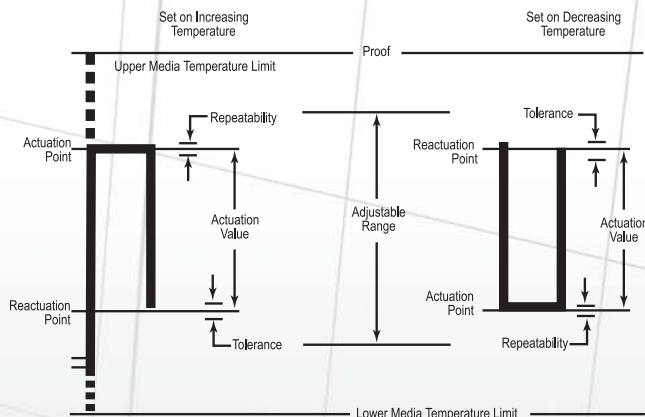 Set on Increasing
Temperature
Set on Decreasing
Temperature
Proof
Upper Media Temperature Limit
Repeatability
Tolerance
Actuation
Point
Reactuation
Point
Adjustable
Range
Actuation
Value
Actuation
Value
Reactuation
Point
Actuation
Point
Tolerance
Repeatability
Lower Media Temperature Limit